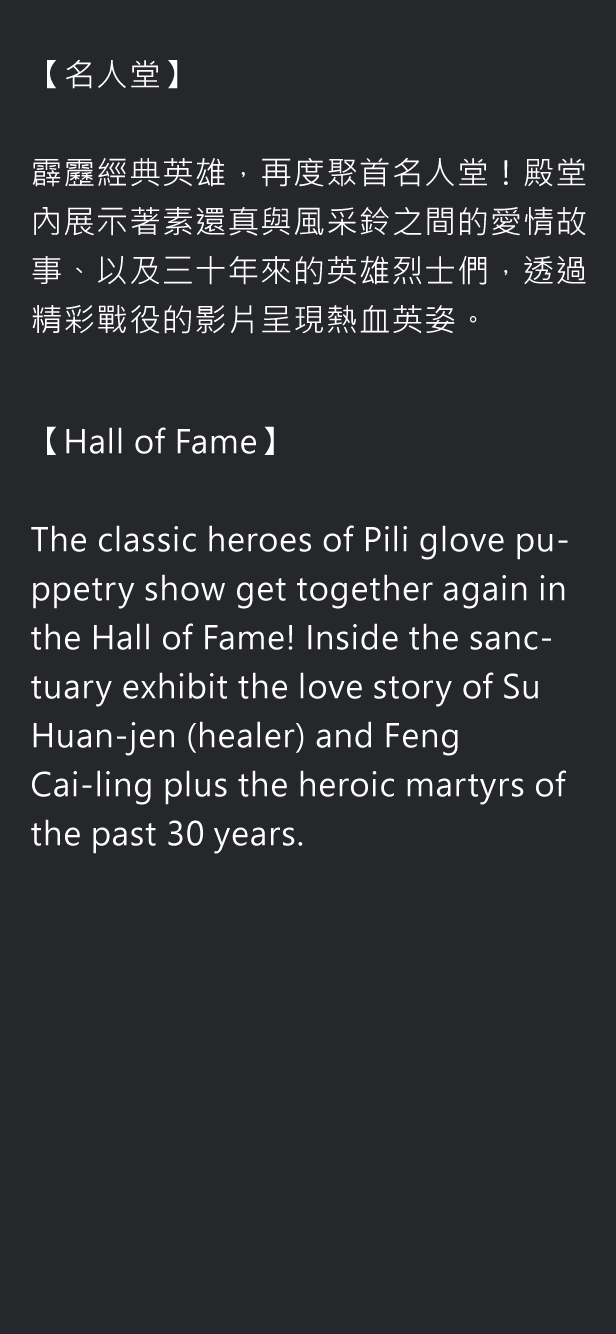 【名人堂】
霹靂經典英雄，再度聚首名人堂！殿堂
內展示著素還真與風采鈴之間的愛情故
事、以及三十年來的英雄烈士們，透過
精彩戰役的影片呈現熱血英姿。
【Hall of Fame】
The classic heroes of Pili glove pu-
ppetry show get together again in
the Hall of Fame! Inside the sanc-
tuary exhibit the love story of Su
Huan-jen (healer) and Feng
Cai-ling plus the heroic martyrs of
the past 30 years.